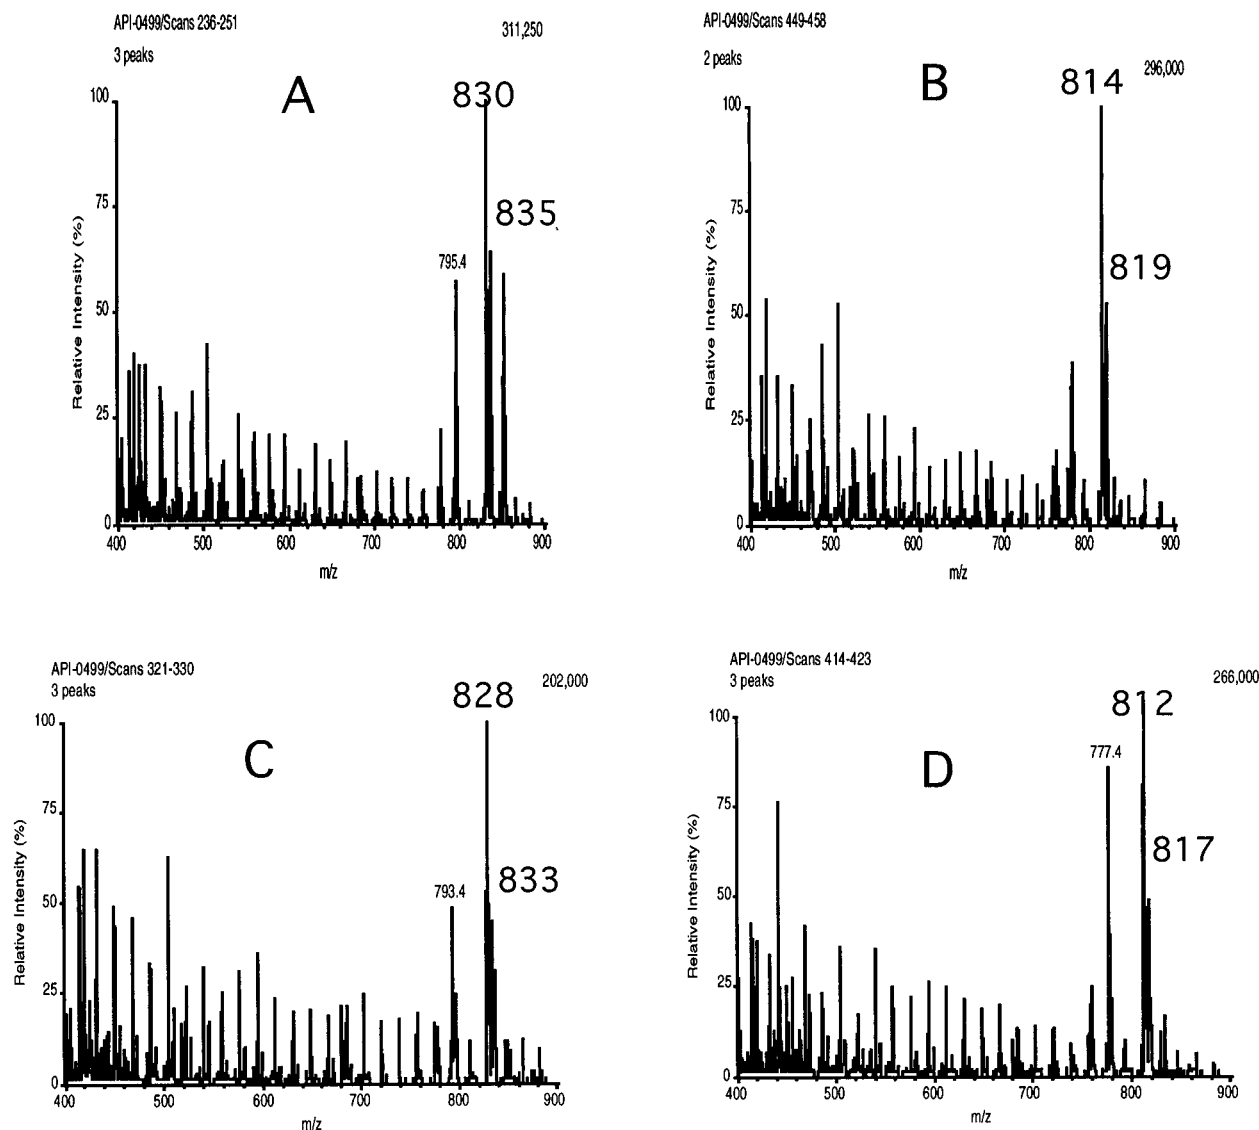 API-0499/Scans 236-251
311,250
3 peaks
A
830
835
795.4
100
75
50
25
0
Relative Intensity (%)
400 500 600 700 800 900
m/z
API-0499/Scans 449-458
2 peaks
296,000
B
814
819
100
75
50
25
0
Relative Intensity (%)
400 500 600 700 800 900
m/z
API-0499/Scans 321-330
3 peaks
202,000
828
C
833
793.4
100
75
50
25
0
Relative Intensity (%)
400 500 600 700 800 900
m/z
API-0499/Scans 414-423
3 peaks
266,000
812
D
777.4
817
100
75
50
25
0
Relative Intensity (%)
400 500 600 700 800 900
m/z